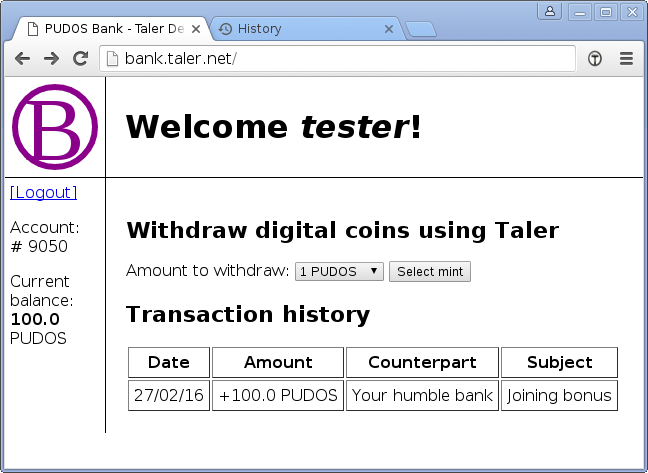 PUDOS Bank - Taler De
History
bank.taler.net/
B
Welcome tester!
[Logout]
Account:
# 9050
Current
balance:
100.0
PUDOS
Withdraw digital coins using Taler
Amount to withdraw: 1 PUDOS Select mint
Transaction history
Date Amount Counterpart Subject
27/02/16 +100.0 PUDOS Your humble bank Joining bonus